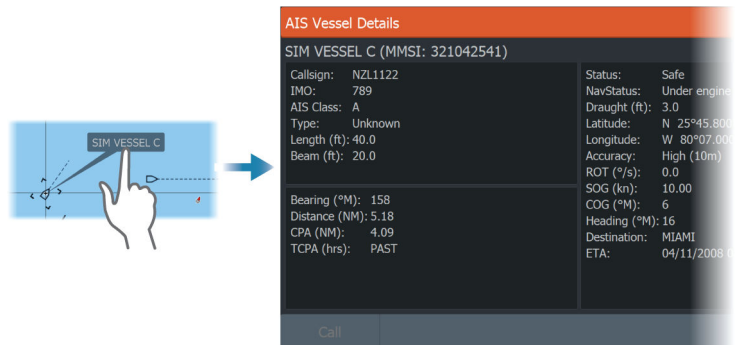 SIM VESSEL C
AIS Vessel Details
SIM VESSEL C (MMSI: 321042541)
Callsign: NZL1122
IMO: 789
AIS Class: A
Type: Unknown
Length (ft): 40.0
Beam (ft): 20.0
Bearing (°M): 158
Distance (NM): 5.18
CPA (NM): 4.09
TCPA (hrs): PAST
Status: Safe
NavStatus: Under engine
Draught (ft): 3.0
Latitude: N 25°45.800
Longitude: W 80°07.000
Accuracy: High (10m)
ROT (°/s): 0.0
SOG (kn): 10.00
COG (°M): 6
Heading (°M): 16
Destination: MIAMI
ETA: 04/11/2008
Call